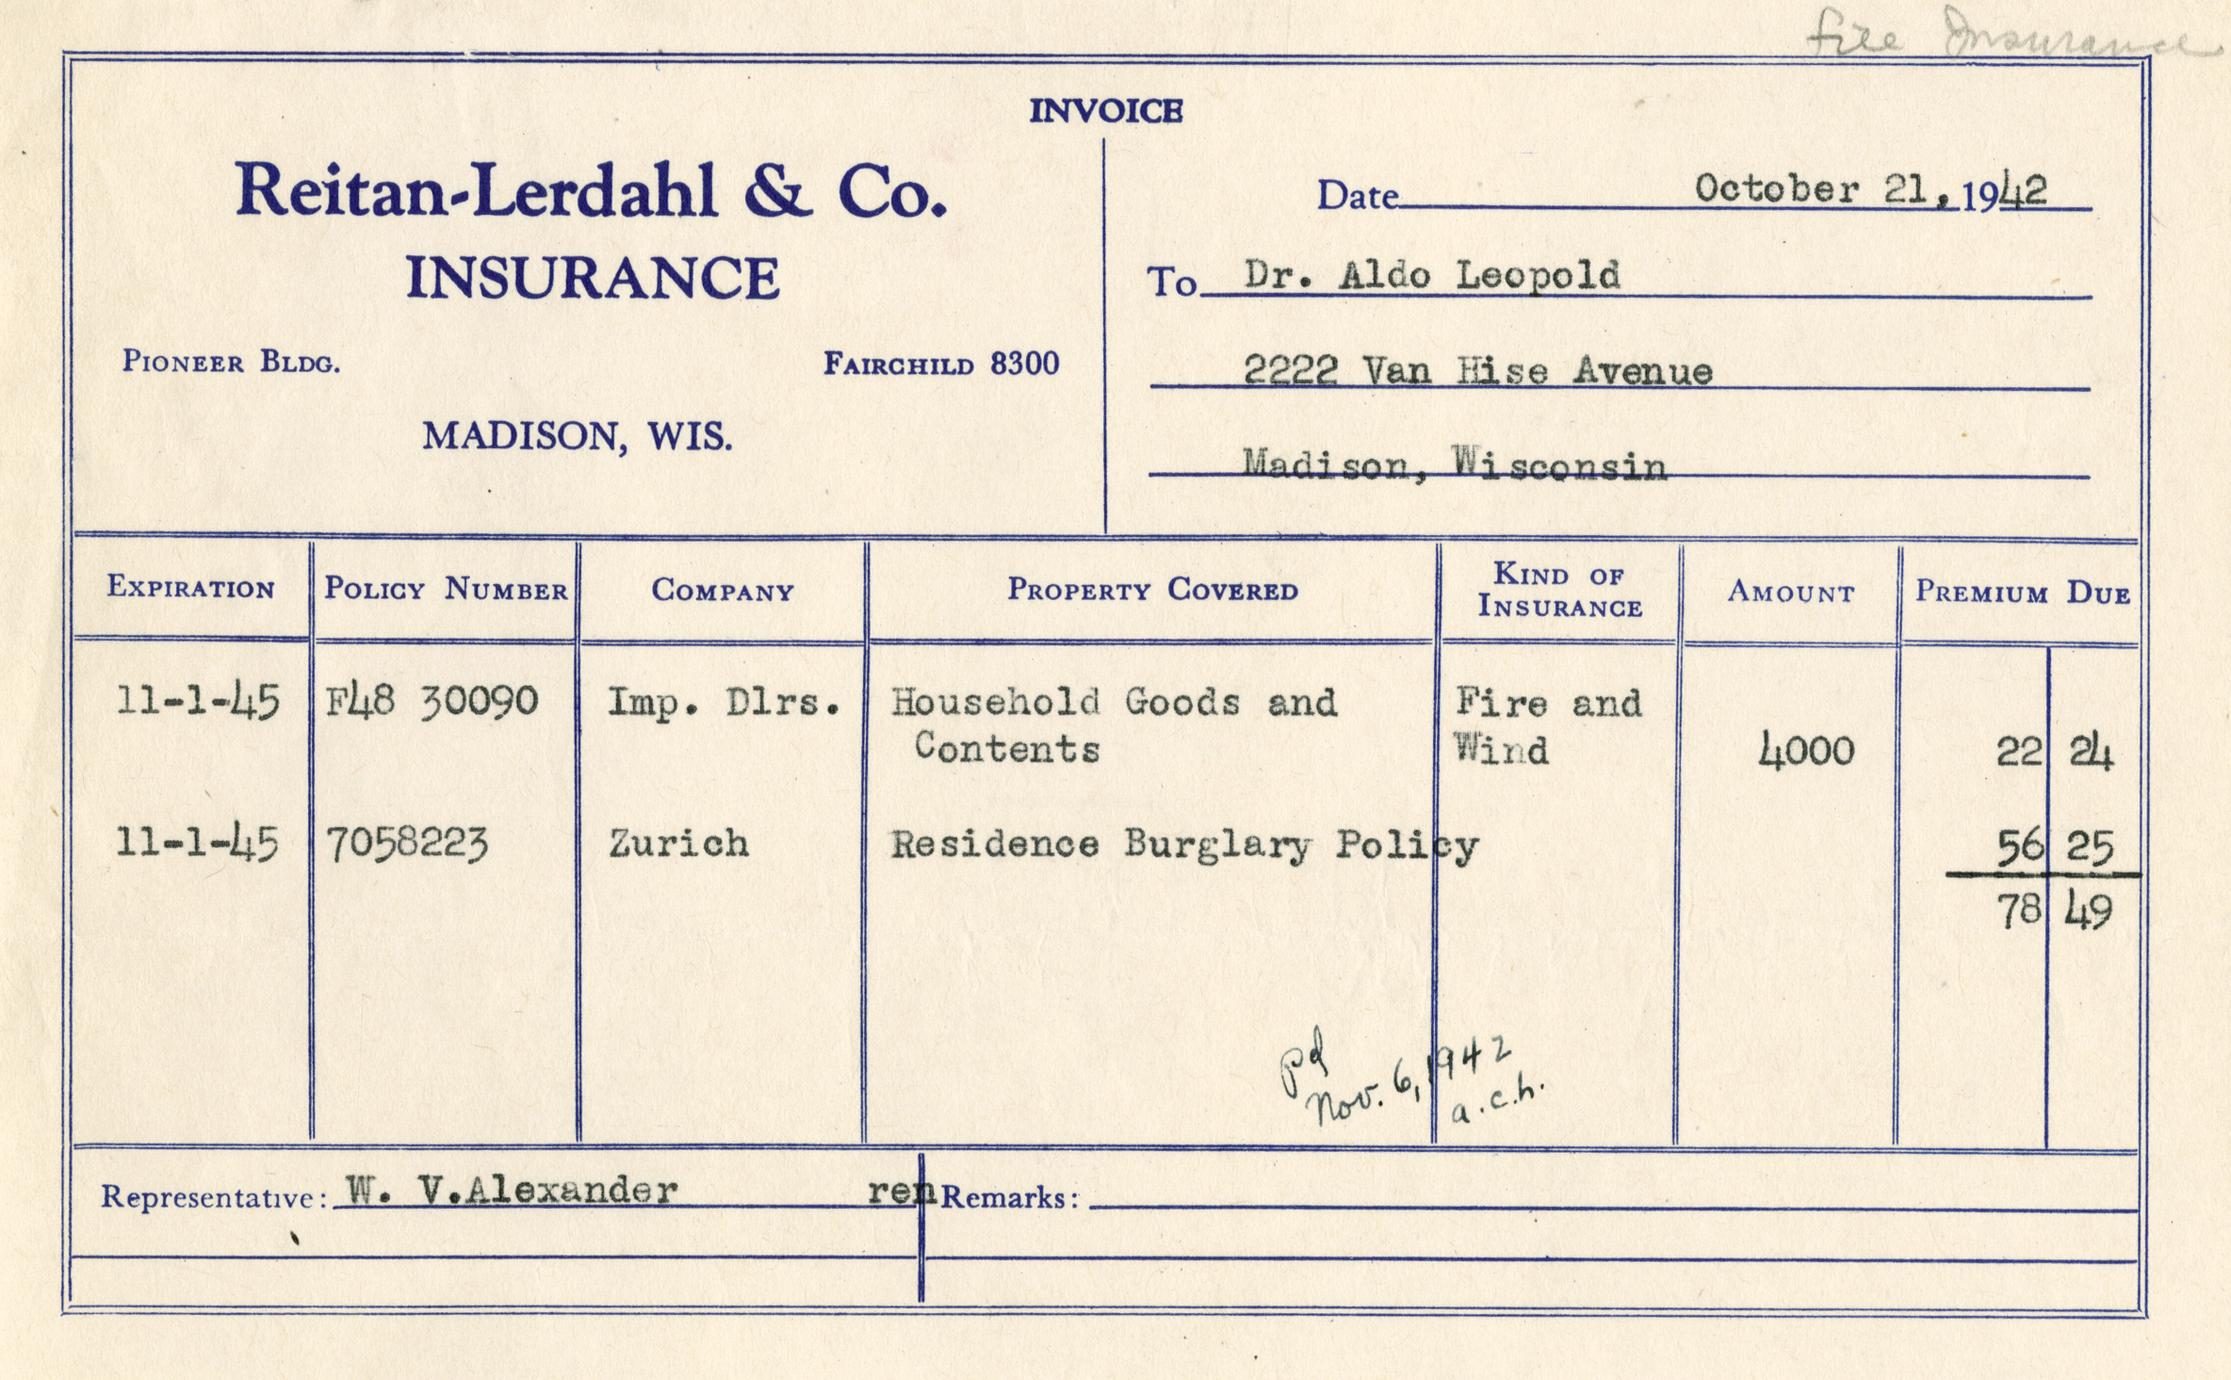 Fire Insurance
INVOICE
Reitan-Lerdahl & Co.
INSURANCE
PIONEER BLDG. FAIRCHILD 8300
MADISON, WIS.
Date October 21, 1942
To Dr. Aldo Leopold
2222 Van Hise Avenue
Madison, Wisconsin
EXPIRATION POLICY NUMBER COMPANY PROPERTY COVERED KIND OF INSURANCE AMOUNT PREMIUM DUE
11-1-45 F48 30090 Imp. Dlrs. Household Goods and Fire and
Contents Wind 4000 22 24
11-1-45 7058223 Zurich Residence Burglary Policy 56 25
78 49
pd
Nov. 6, 1942
a.c.h.
Representative: W. V.Alexander ren Remarks: